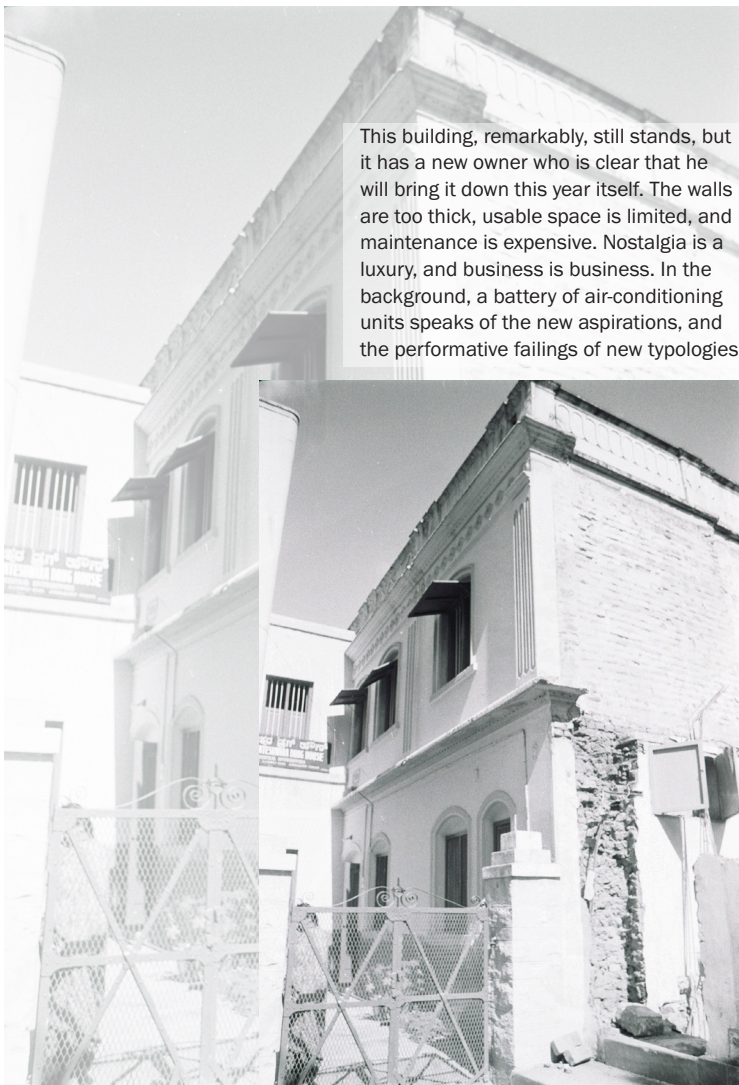 This building, remarkably, still stands, but
it has a new owner who is clear that he
will bring it down this year itself. The walls
are too thick, usable space is limited, and
maintenance is expensive. Nostalgia is a
luxury, and business is business. In the
background, a battery of air-conditioning
units speaks of the new aspirations, and
the performative failings of new typologies
HOUSE